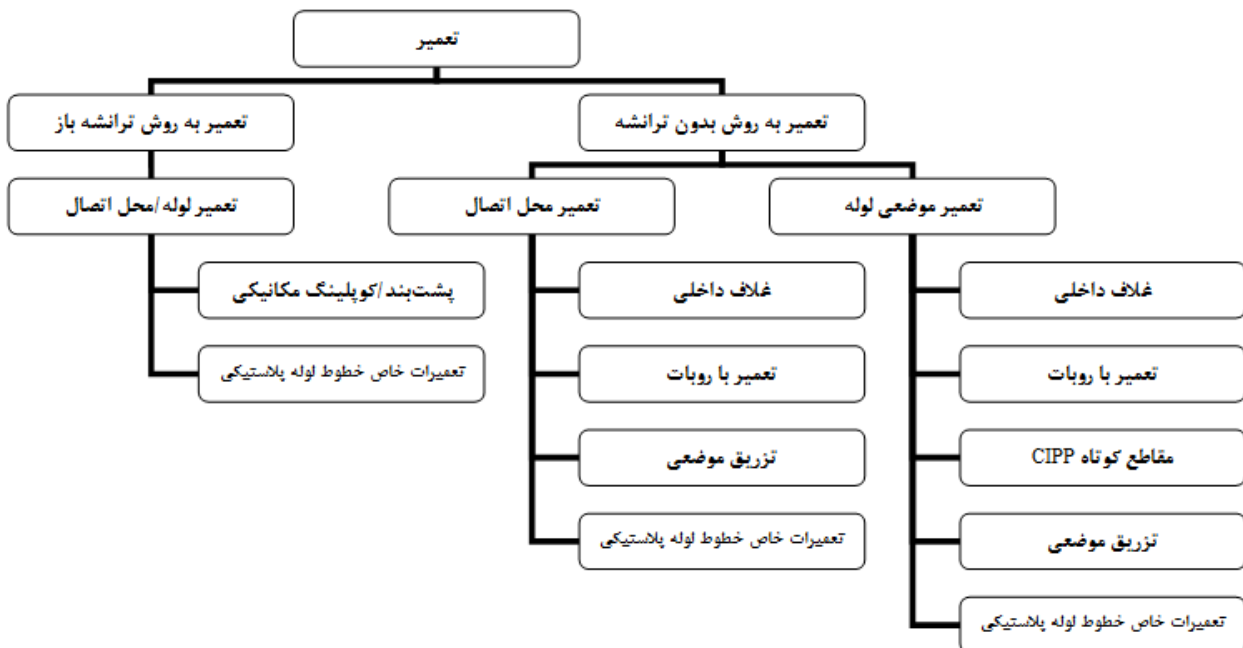 تعمیر
تعمیر به روش بدون ترانشه
تعمیر به روش ترانشه باز
تعمیر موضعی لوله
تعمیر محل اتصال
تعمیر لوله/محل اتصال
غلاف داخلی
غلاف داخلی
پشت‌بند/کوپلینگ مکانیکی
تعمیر با روبات
تعمیر با روبات
تعمیرات خاص خطوط لوله پلاستیکی
مقاطع کوتاه CIPP
تزریق موضعی
تزریق موضعی
تعمیرات خاص خطوط لوله پلاستیکی
تعمیرات خاص خطوط لوله پلاستیکی